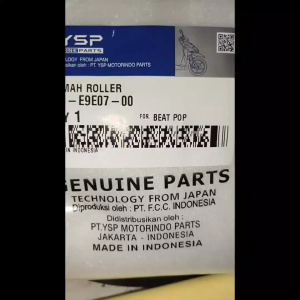 YSP
GENUINE PARTS
TECHNOLOGY FROM JAPAN
Didistribusikan oleh : PT. YSP MOTORINDO PARTS
MAH ROLLER
-E9E07-00
Y 1
FOR BEAT POP
IN INDONESIA
GENUINE PARTS
TECHNOLOGY FROM JAPAN
Diproduksi oleh : PT. F.C.C. INDONESIA
Didistribusikan oleh :
PT.YSP MOTORINDO PARTS
JAKARTA - INDONESIA
MADE IN INDONESIA